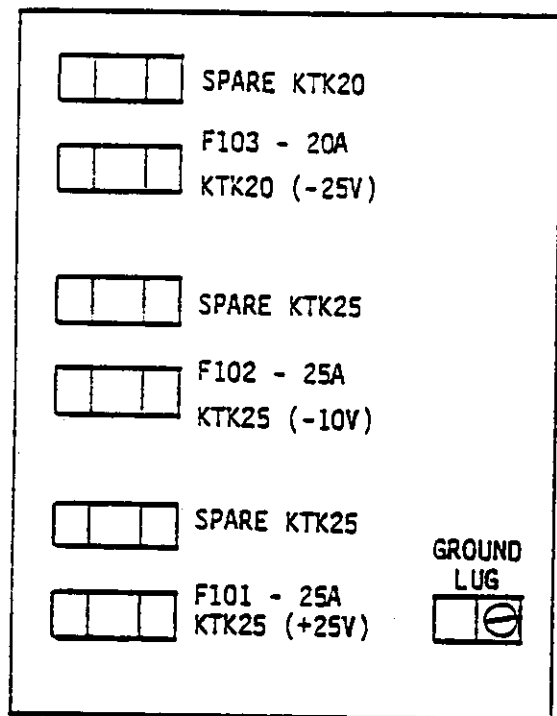 SPARE KTK20
F103 - 20A
KTK20 (-25V)
SPARE KTK25
F102 - 25A
KTK25 (-10V)
SPARE KTK25
F101 - 25A
KTK25 (+25V)
GROUND
LUG